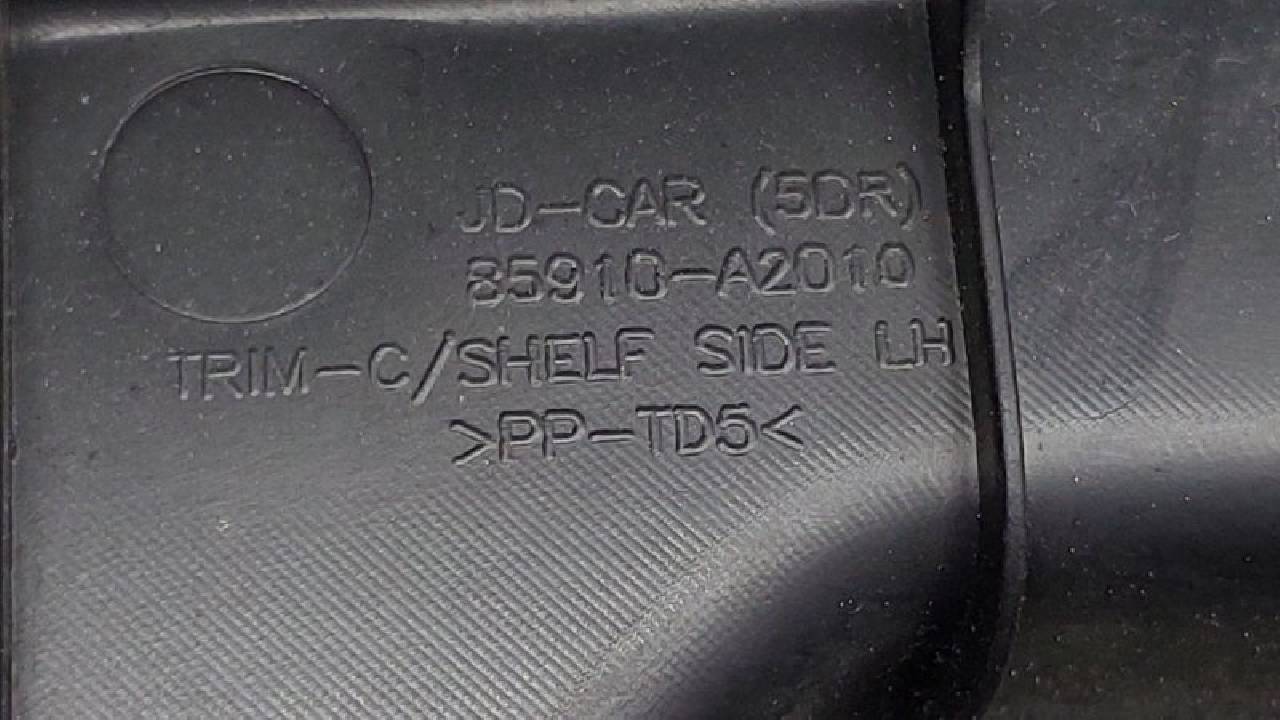 JD-CAR (5DR)
85910-A2010
TRIM-C/SHELF SIDE LH
>PP-TD5<